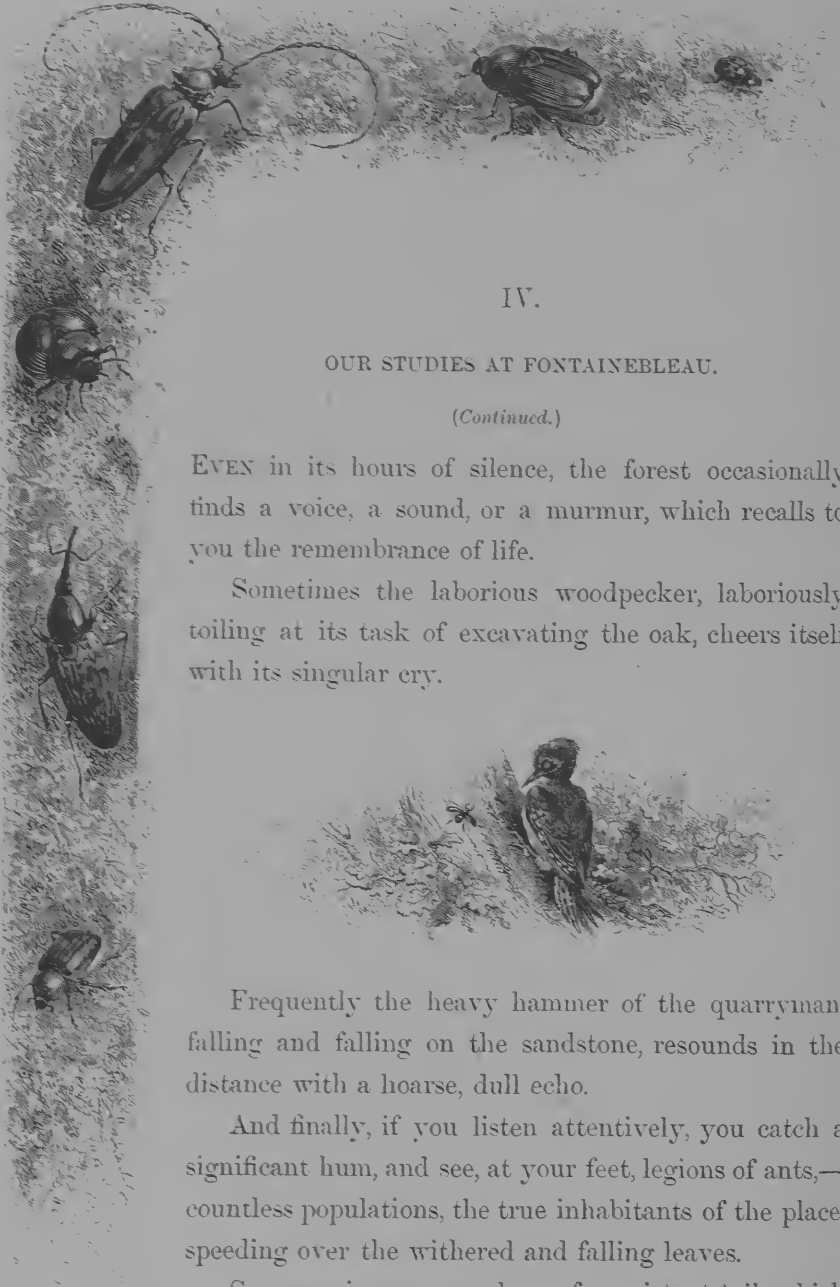 IV.
OUR STUDIES AT FONTAINEBLEAU.
(Continued.)
EVEN in its hours of silence, the forest occasionally
finds a voice, a sound, or a murmur, which recalls to
you the remembrance of life.
Sometimes the laborious woodpecker, laboriously
toiling at its task of excavating the oak, cheers itself
with its singular cry.
Frequently the heavy hammer of the quarryman
falling and falling on the sandstone, resounds in the
distance with a hoarse, dull echo.
And finally, if you listen attentively, you catch a
significant hum, and see, at your feet, legions of ants,—
countless populations, the true inhabitants of the place
speeding over the withered and falling leaves.